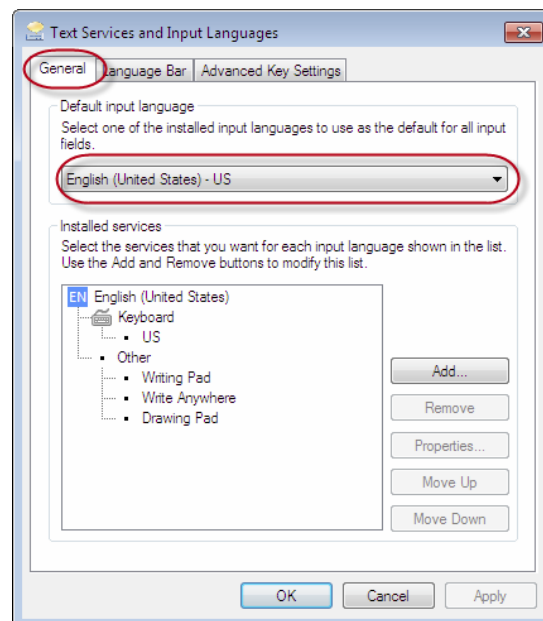 Text Services and Input Languages
General
Language Bar
Advanced Key Settings
Default input language
Select one of the installed input languages to use as the default for all input
fields.
English (United States) - US
Installed services
Select the services that you want for each input language shown in the list.
Use the Add and Remove buttons to modify this list.
EN English (United States)
Keyboard
US
Other
Writing Pad
Write Anywhere
Drawing Pad
Add...
Remove
Properties...
Move Up
Move Down
OK
Cancel
Apply